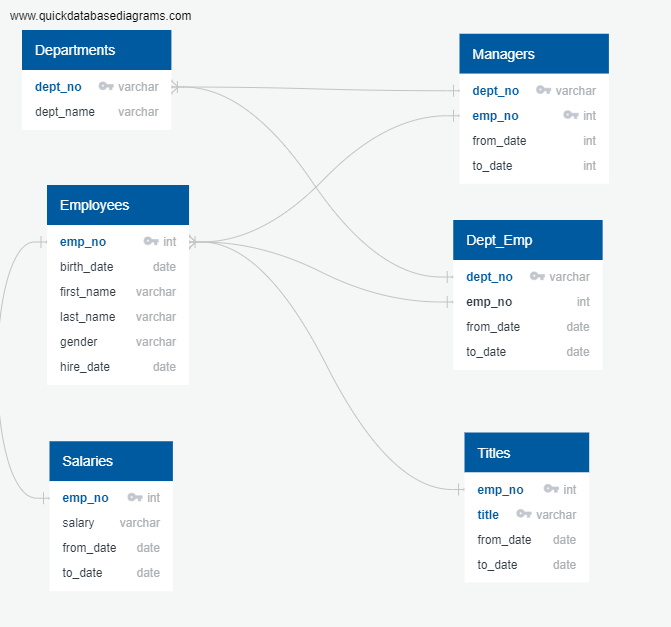 www.quickdatabasediagrams.com
Departments
dept_no varchar
dept_name varchar
Managers
dept_no varchar
emp_no int
from_date int
to_date int
Employees
emp_no int
birth_date date
first_name varchar
last_name varchar
gender varchar
hire_date date
Dept_Emp
dept_no varchar
emp_no int
from_date date
to_date date
Salaries
emp_no int
salary varchar
from_date date
to_date date
Titles
emp_no int
title varchar
from_date date
to_date date